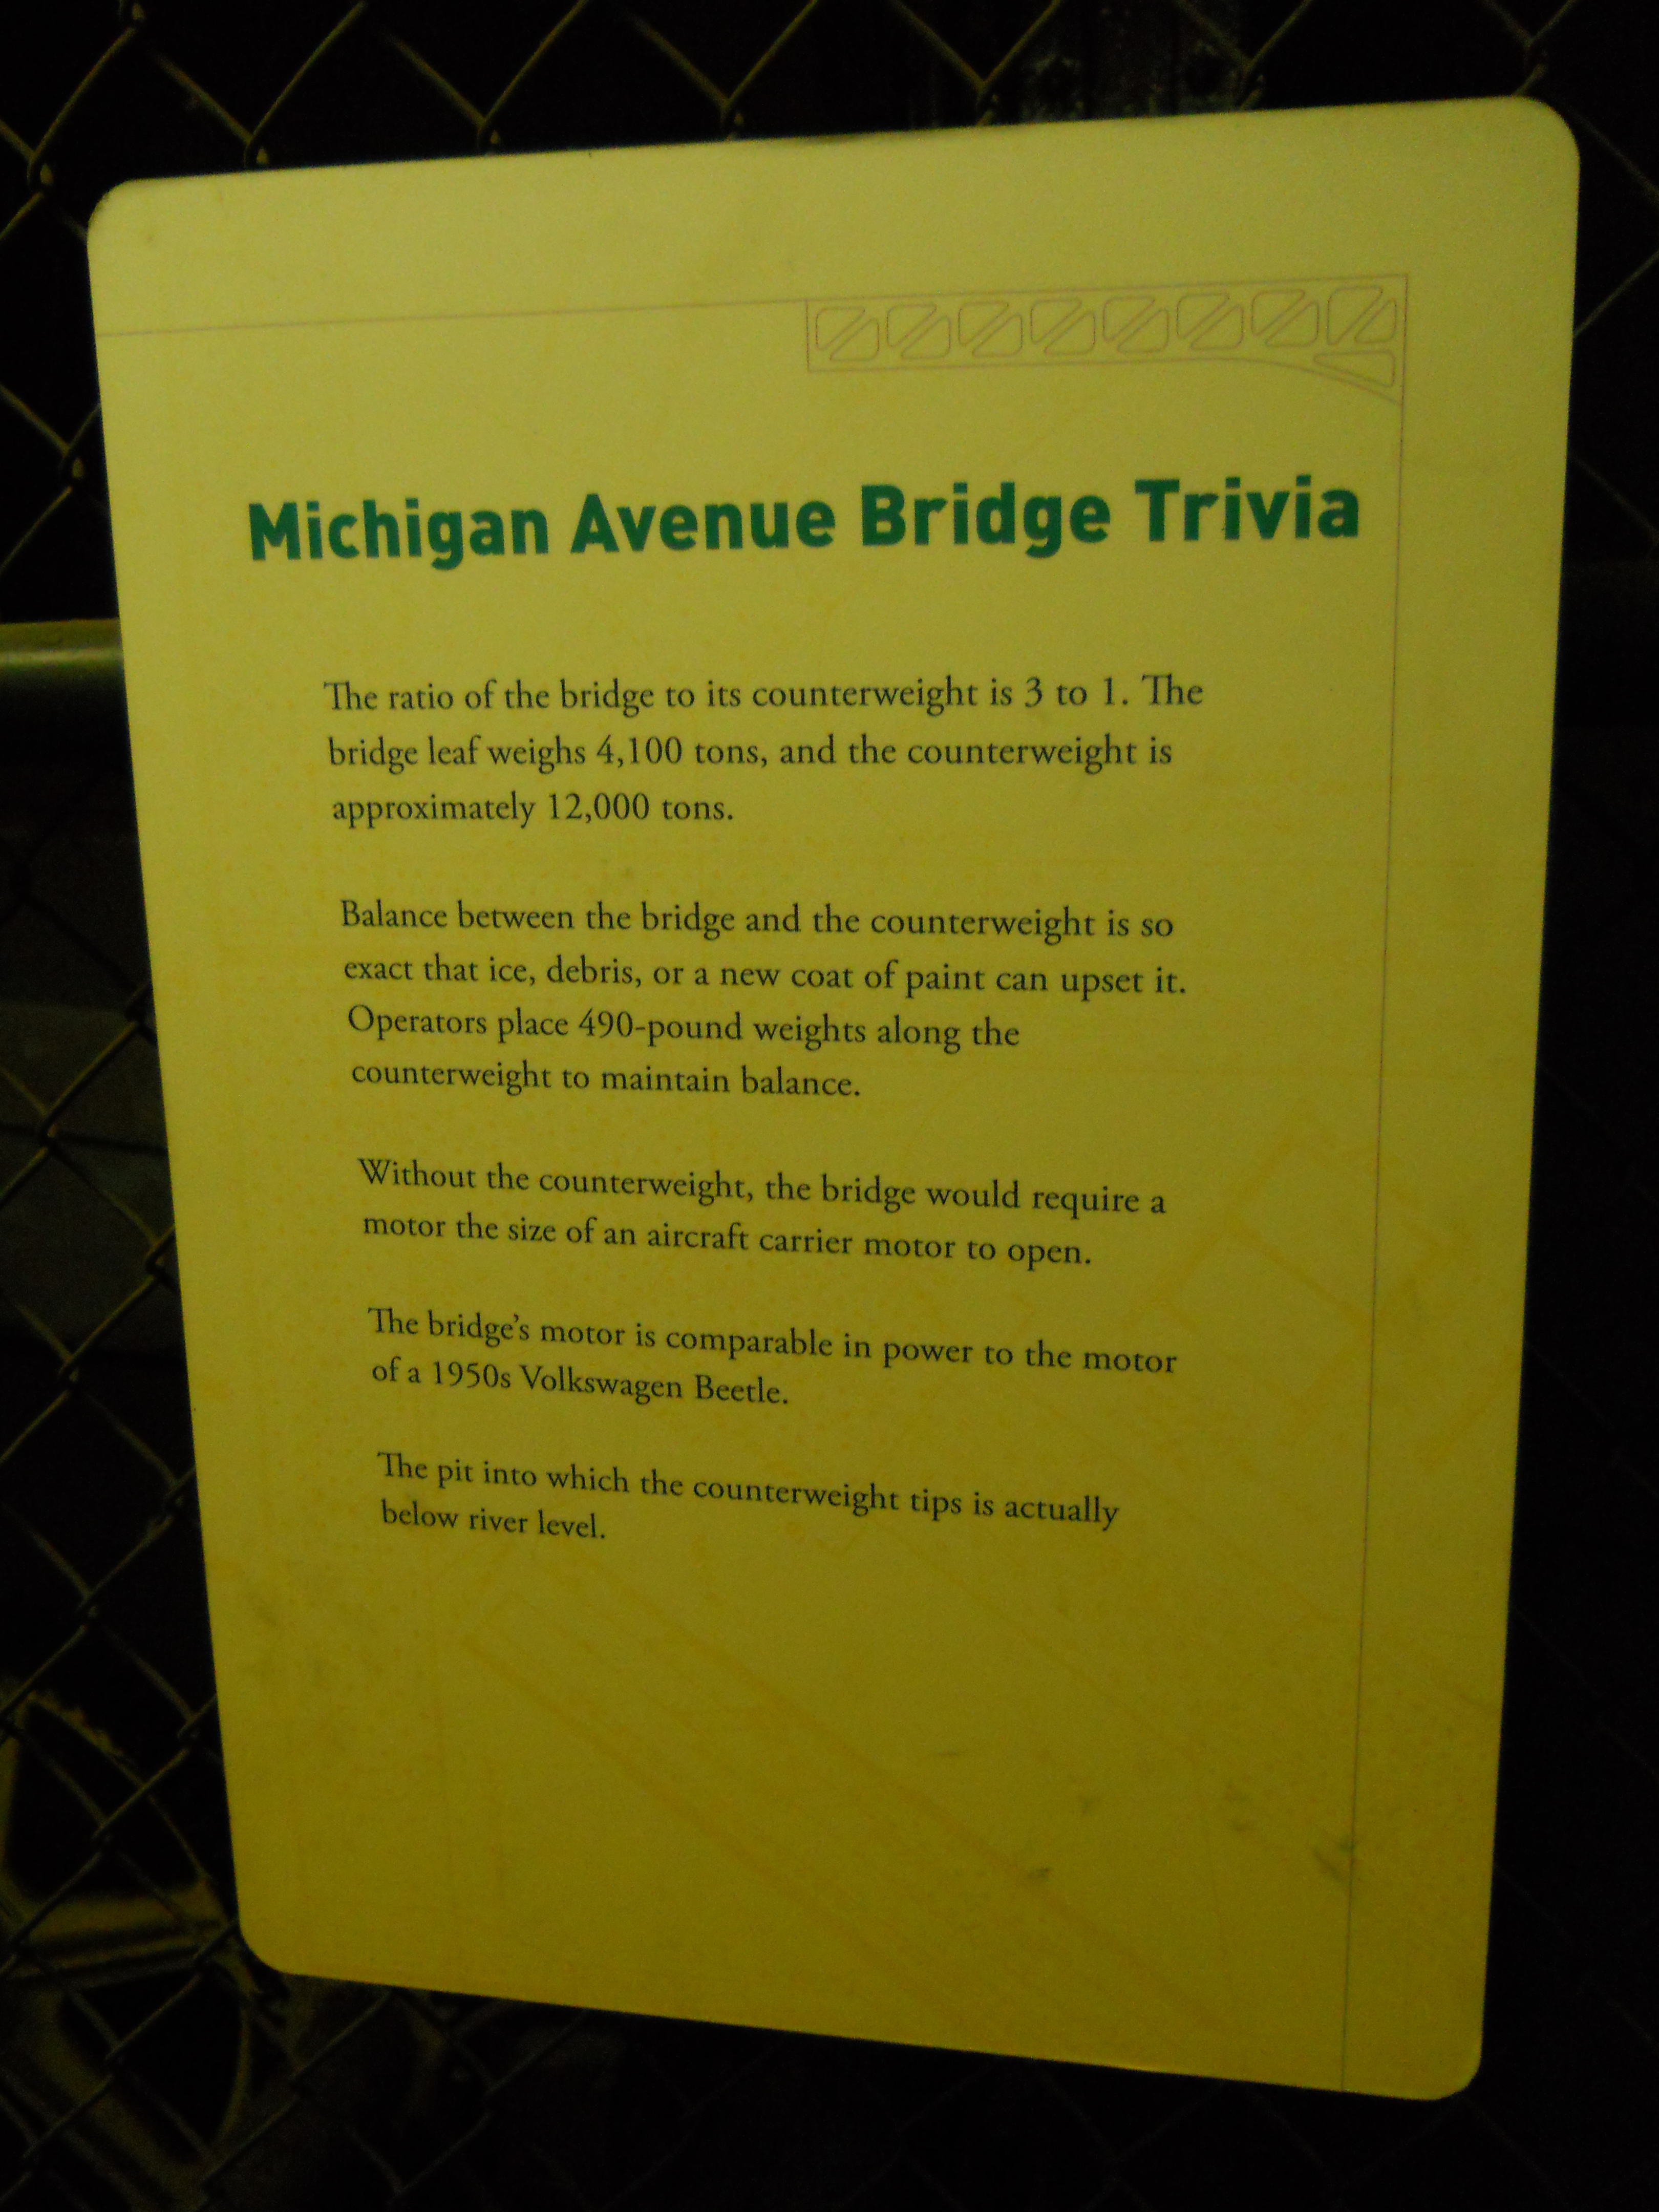 Michigan Avenue Bridge Trivia
The ratio of the bridge to its counterweight is 3 to 1. The
bridge leaf weighs 4,100 tons, and the counterweight is
approximately 12,000 tons.
Balance between the bridge and the counterweight is so
exact that ice, debris, or a new coat of paint can upset it.
Operators place 490-pound weights along the
counterweight to maintain balance.
Without the counterweight, the bridge would require a
motor the size of an aircraft carrier motor to open.
The bridge's motor is comparable in power to the motor
of a 1950s Volkswagen Beetle.
The pit into which the counterweight tips is actually
below river level.